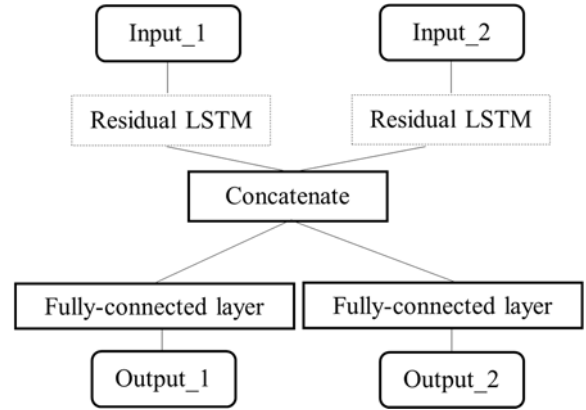 Input_1
Input_2
Residual LSTM
Residual LSTM
Concatenate
Fully-connected layer
Fully-connected layer
Output_1
Output_2